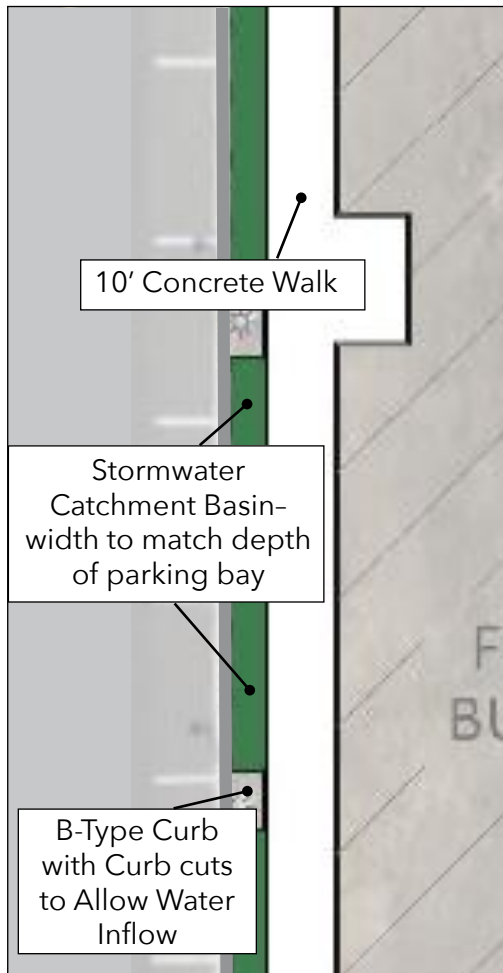 10’ Concrete Walk
Stormwater
Catchment Basin–
width to match depth
of parking bay
F
BU
B-Type Curb
with Curb cuts
to Allow Water
Inflow